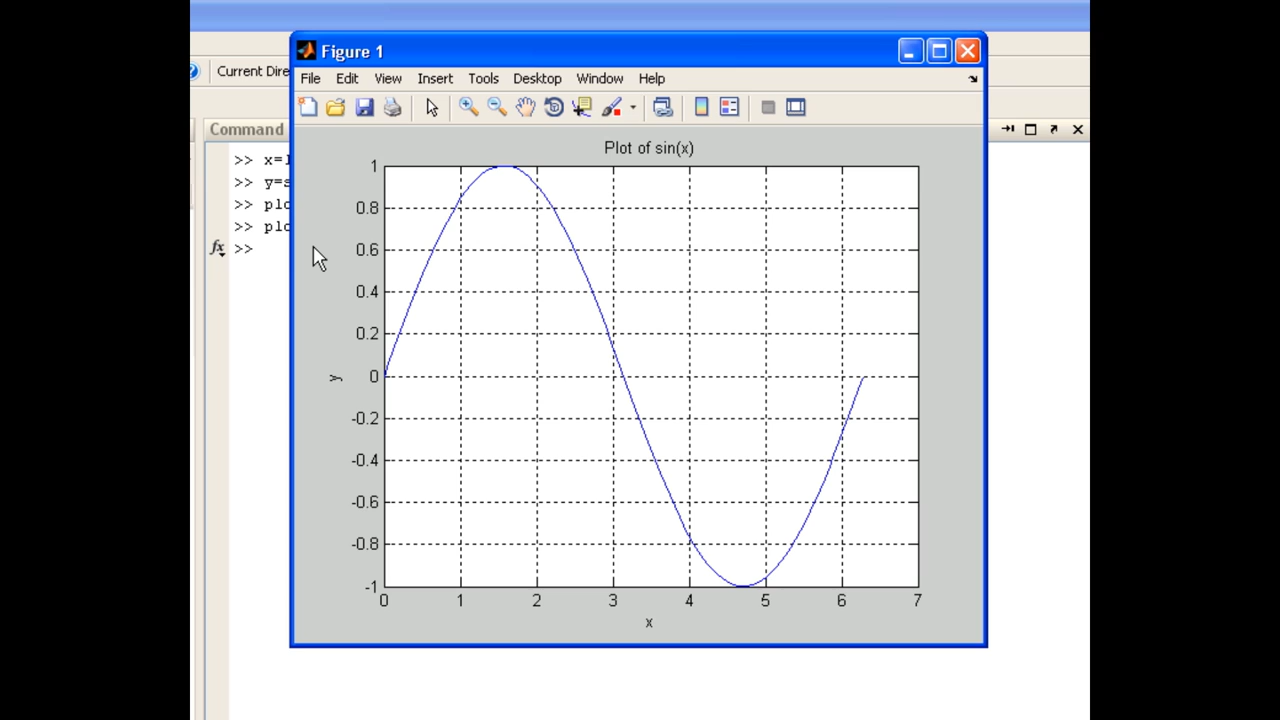 Figure 1
File Edit View Insert Tools Desktop Window Help
Current Dire
Command
>> x=l
>> y=s
>> plo
>> plo
fx >>
Plot of sin(x)
1
0.8
0.6
0.4
0.2
0
-0.2
-0.4
-0.6
-0.8
-1
y
0 1 2 3 4 5 6 7
x